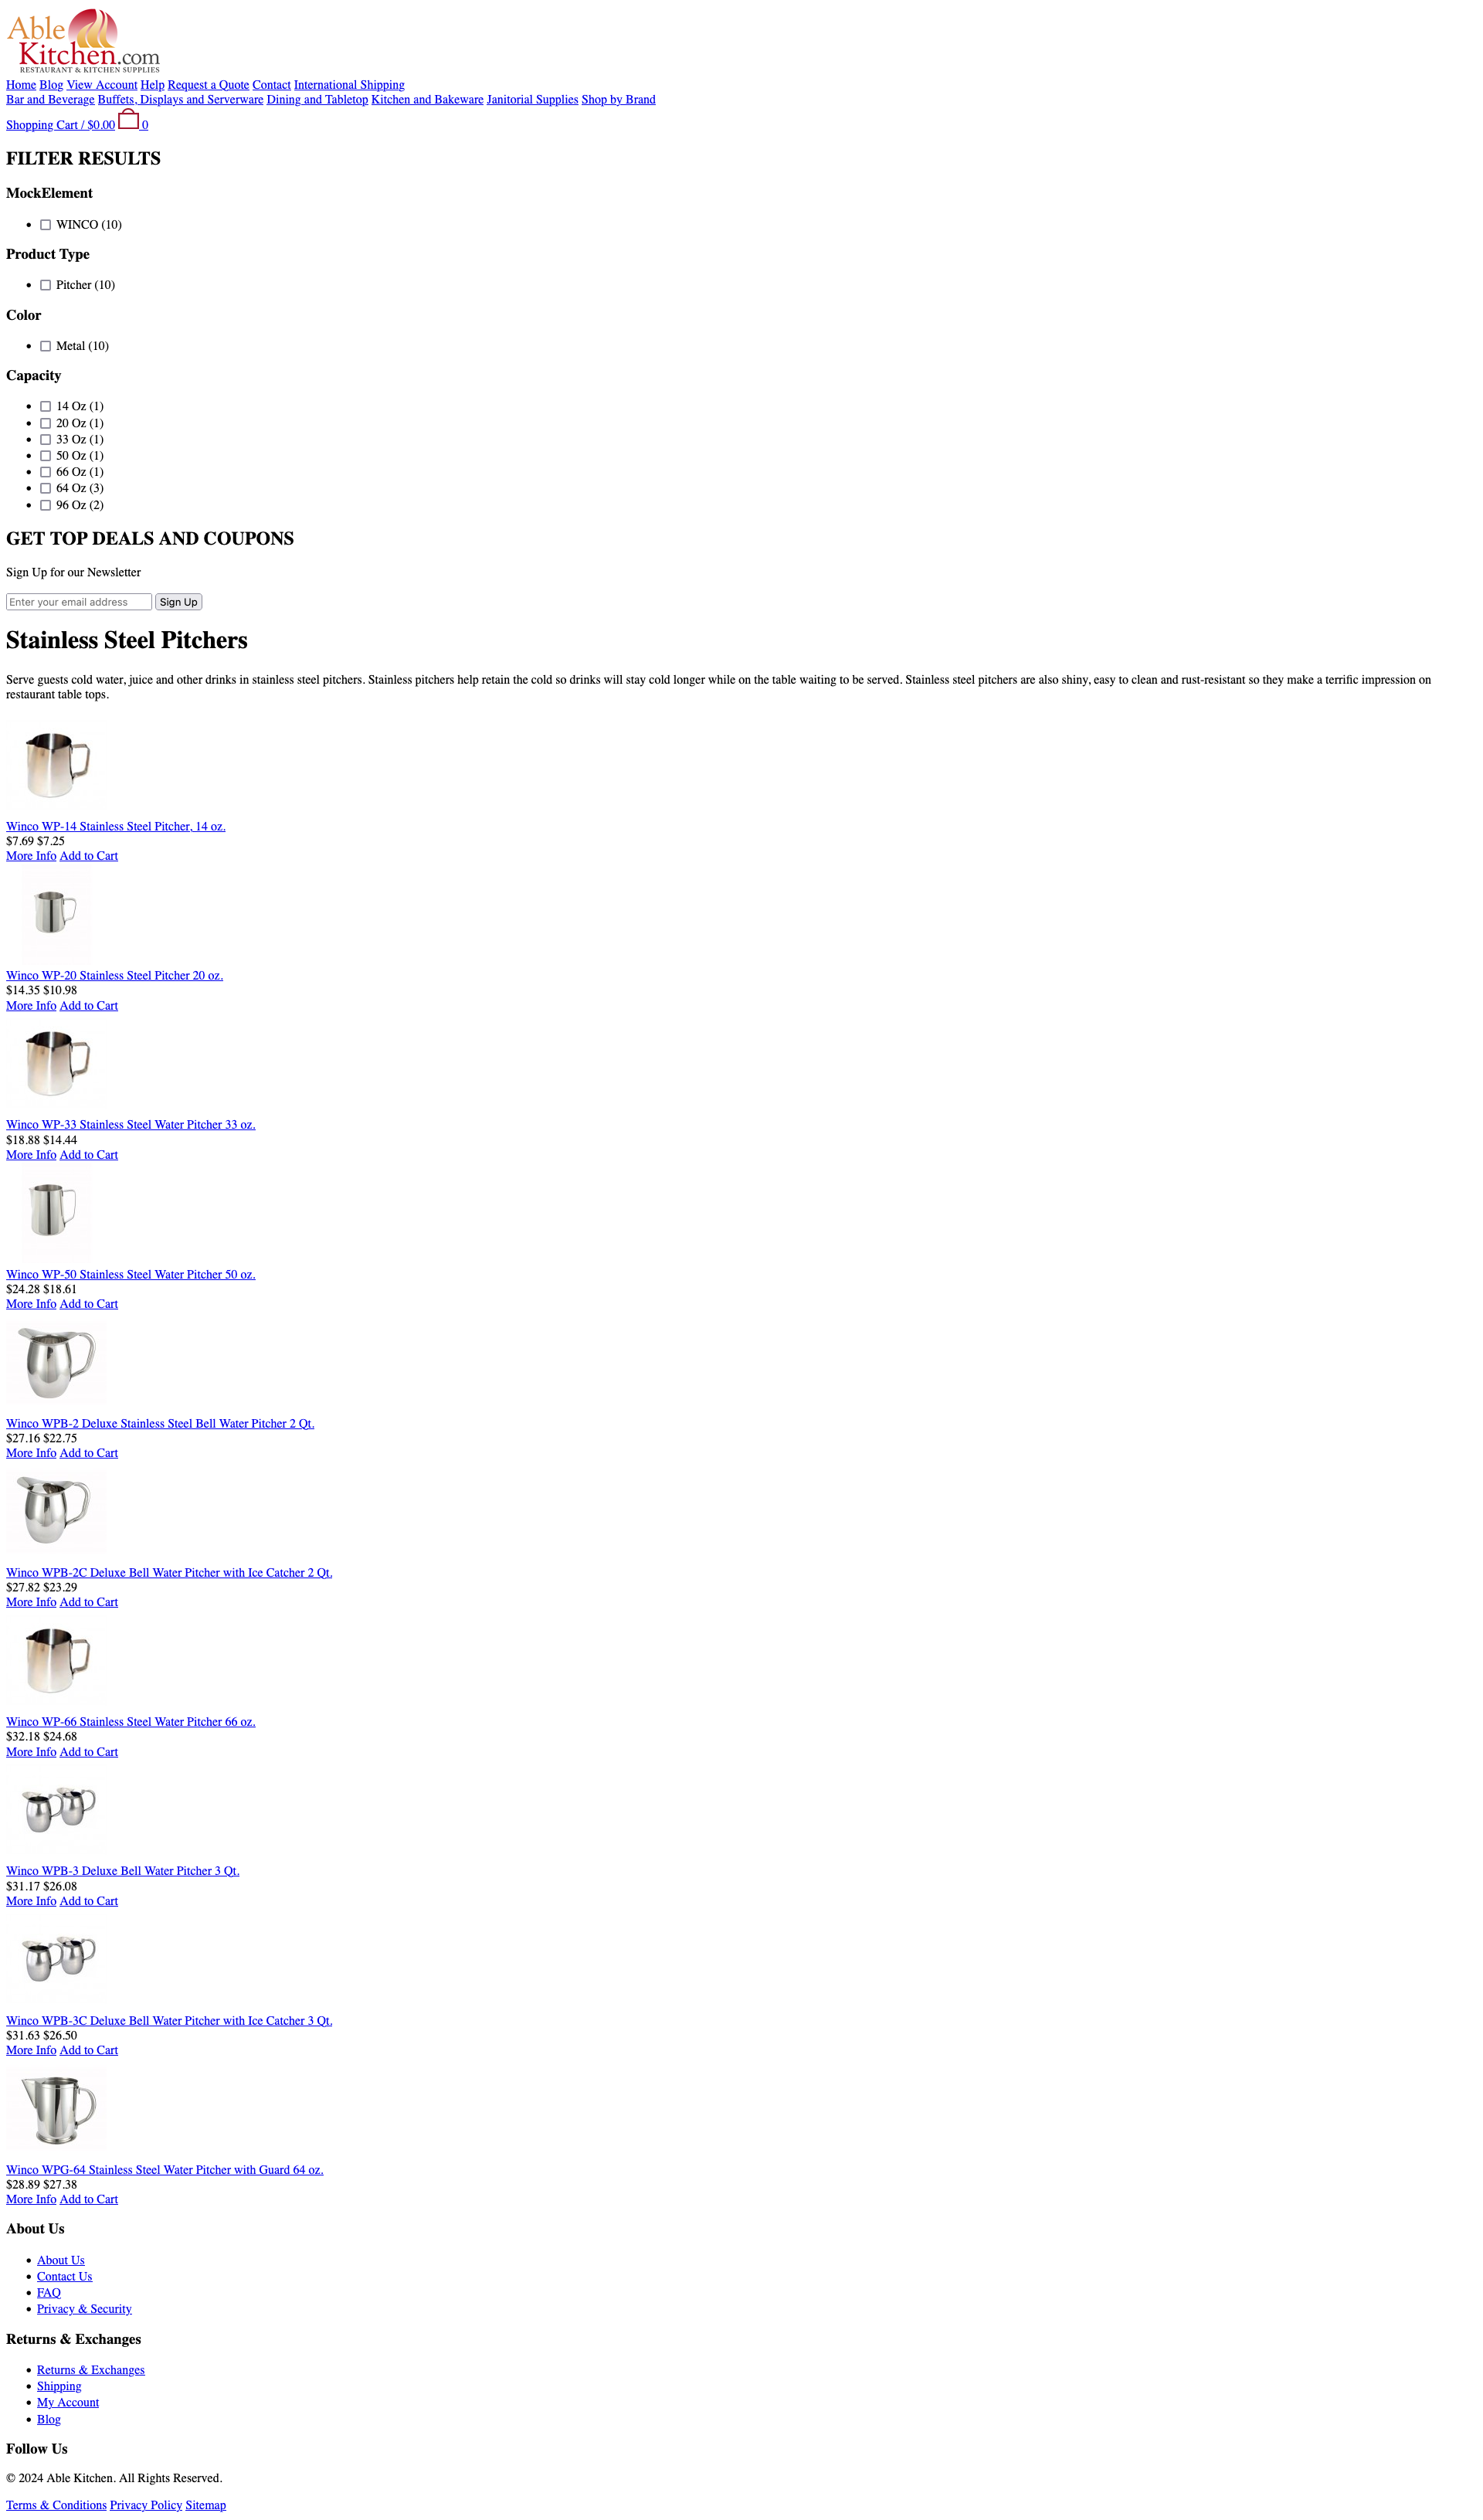 Able
Kitchen.com
RESTAURANT & KITCHEN SUPPLIES
Home Blog View Account Help Request a Quote Contact International Shipping
Bar and Beverage Buffets, Displays and Serverware Dining and Tabletop Kitchen and Bakeware Janitorial Supplies Shop by Brand
Shopping Cart / $0.00 0
FILTER RESULTS
MockElement
WINCO (10)
Product Type
Pitcher (10)
Color
Metal (10)
Capacity
14 Oz (1)
20 Oz (1)
33 Oz (1)
50 Oz (1)
66 Oz (1)
64 Oz (3)
96 Oz (2)
GET TOP DEALS AND COUPONS
Sign Up for our Newsletter
Enter your email address Sign Up
Stainless Steel Pitchers
Serve guests cold water, juice and other drinks in stainless steel pitchers. Stainless pitchers help retain the cold so drinks will stay cold longer while on the table waiting to be served. Stainless steel pitchers are also shiny, easy to clean and rust-resistant so they make a terrific impression on
restaurant table tops.
Winco WP-14 Stainless Steel Pitcher, 14 oz.
$7.69 $7.25
More Info Add to Cart
Winco WP-20 Stainless Steel Pitcher 20 oz.
$14.35 $10.98
More Info Add to Cart
Winco WP-33 Stainless Steel Water Pitcher 33 oz.
$18.88 $14.44
More Info Add to Cart
Winco WP-50 Stainless Steel Water Pitcher 50 oz.
$24.28 $18.61
More Info Add to Cart
Winco WPB-2 Deluxe Stainless Steel Bell Water Pitcher 2 Qt.
$27.16 $22.75
More Info Add to Cart
Winco WPB-2C Deluxe Bell Water Pitcher with Ice Catcher 2 Qt.
$27.82 $23.29
More Info Add to Cart
Winco WP-66 Stainless Steel Water Pitcher 66 oz.
$32.18 $24.68
More Info Add to Cart
Winco WPB-3 Deluxe Bell Water Pitcher 3 Qt.
$31.17 $26.08
More Info Add to Cart
Winco WPB-3C Deluxe Bell Water Pitcher with Ice Catcher 3 Qt.
$31.63 $26.50
More Info Add to Cart
Winco WPG-64 Stainless Steel Water Pitcher with Guard 64 oz.
$28.89 $27.38
More Info Add to Cart
About Us
About Us
Contact Us
FAQ
Privacy & Security
Returns & Exchanges
Returns & Exchanges
Shipping
My Account
Blog
Follow Us
© 2024 Able Kitchen. All Rights Reserved.
Terms & Conditions Privacy Policy Sitemap